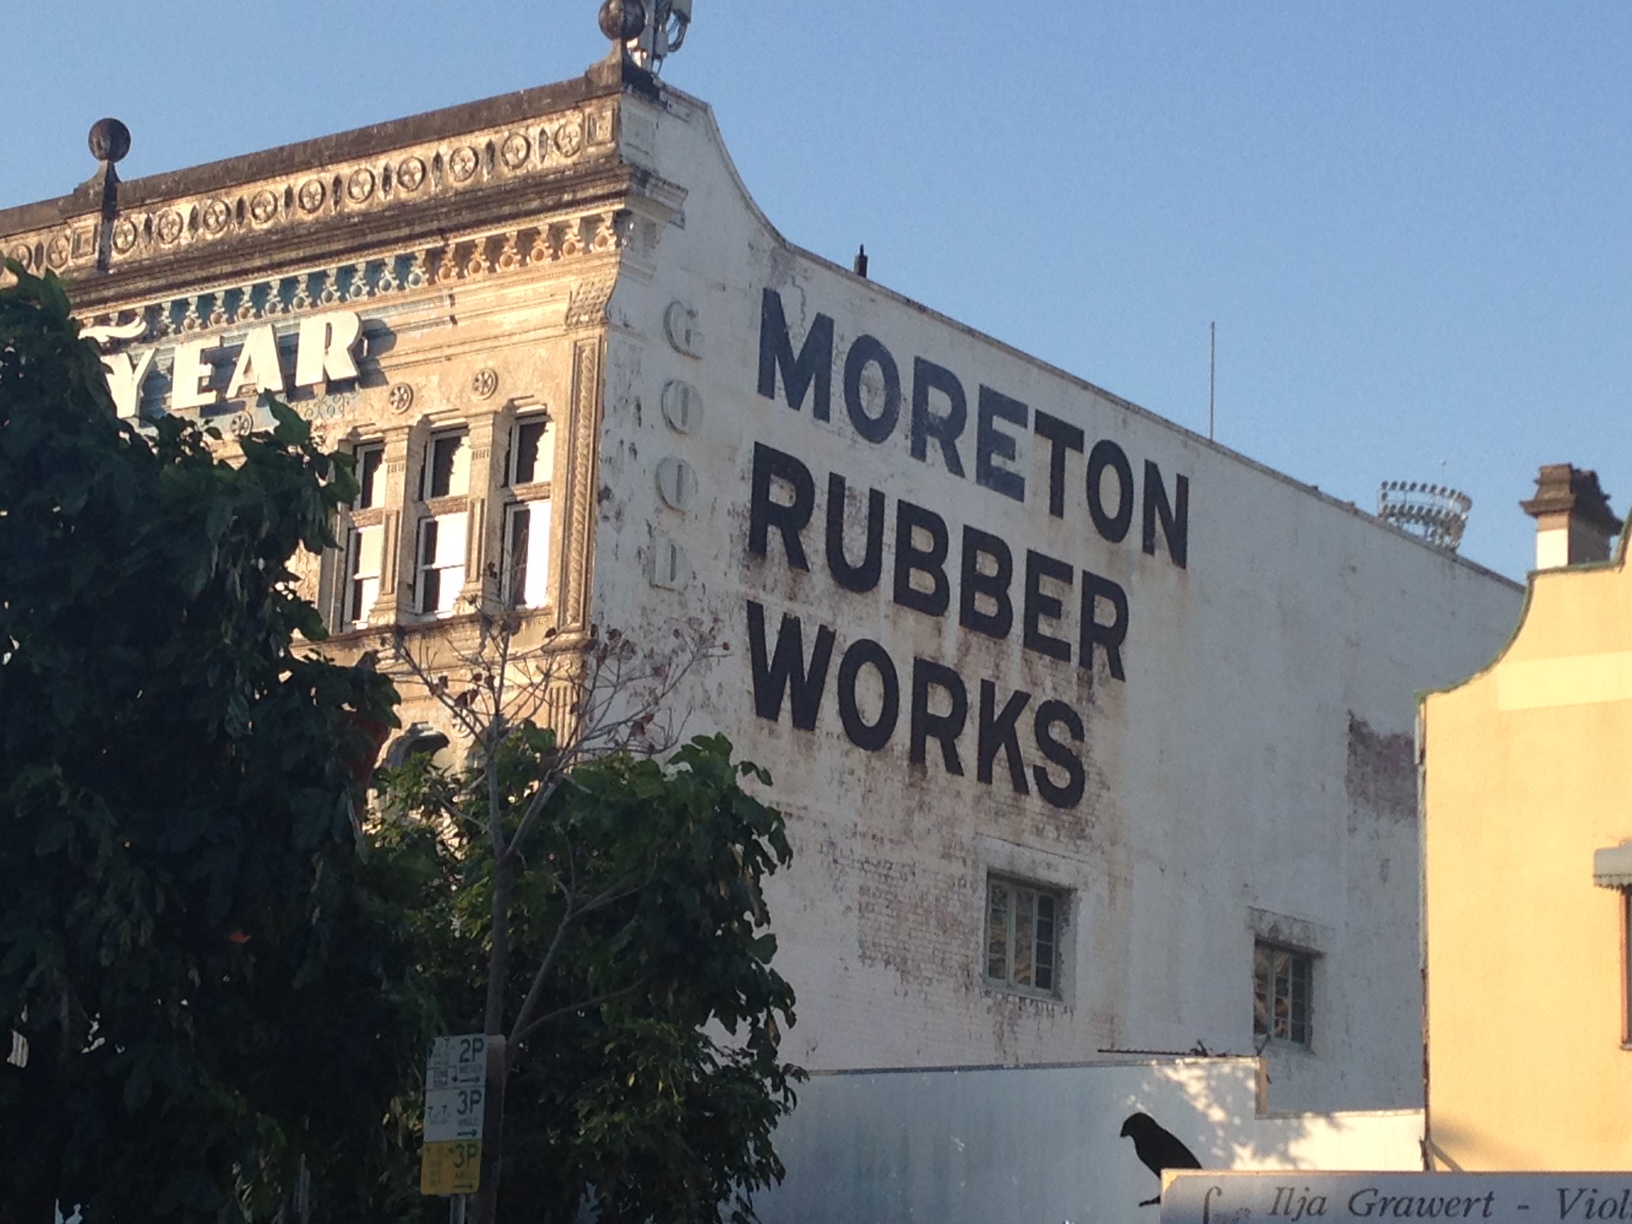 YEAR
GOOD
MORETON
RUBBER
WORKS
2P
3P
3P
Ilja Grawert - Viol